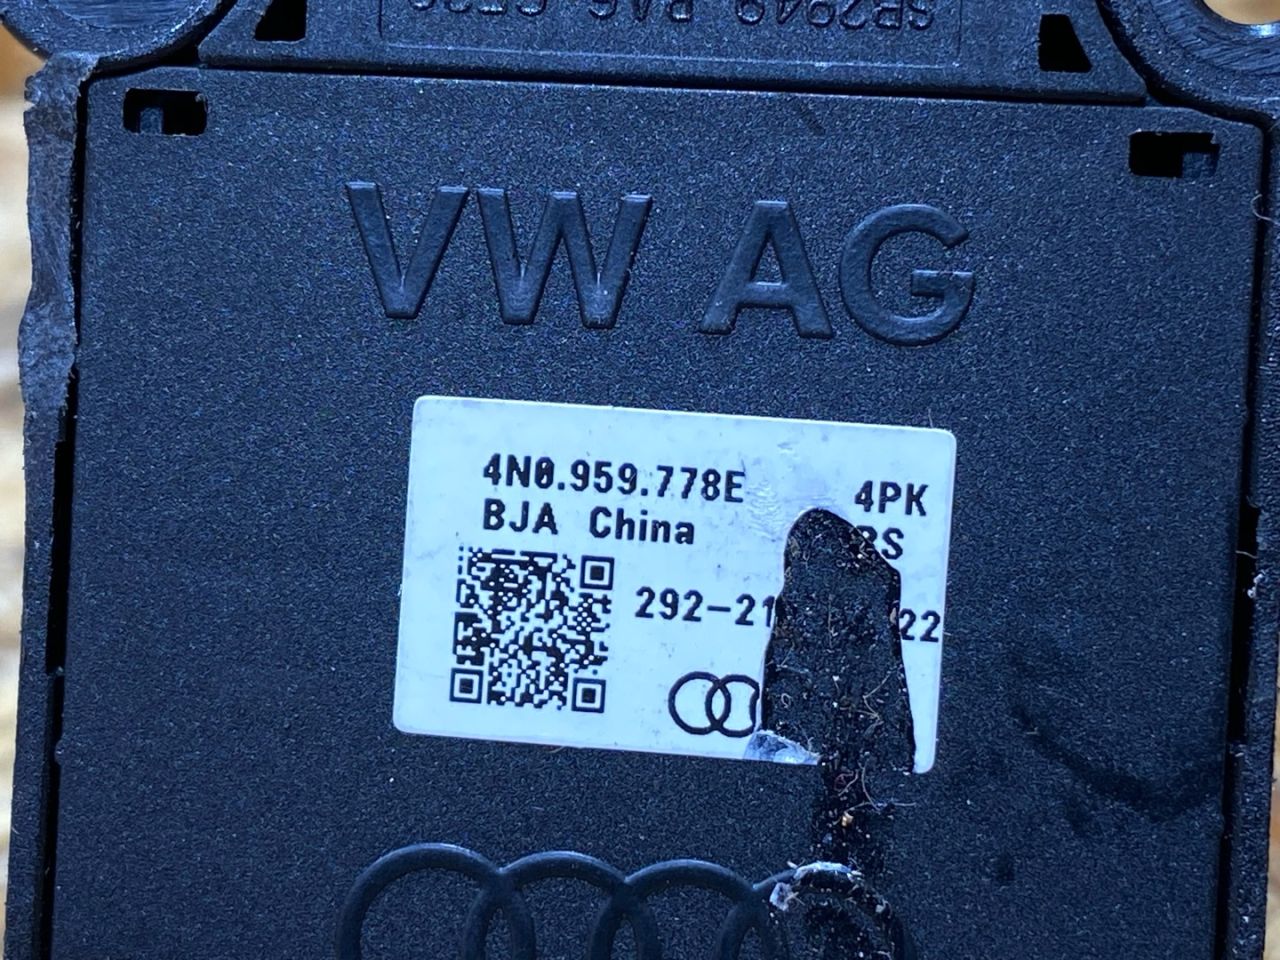 VW AG
4N0.959.778E 4PK
BJA China
292-21 22